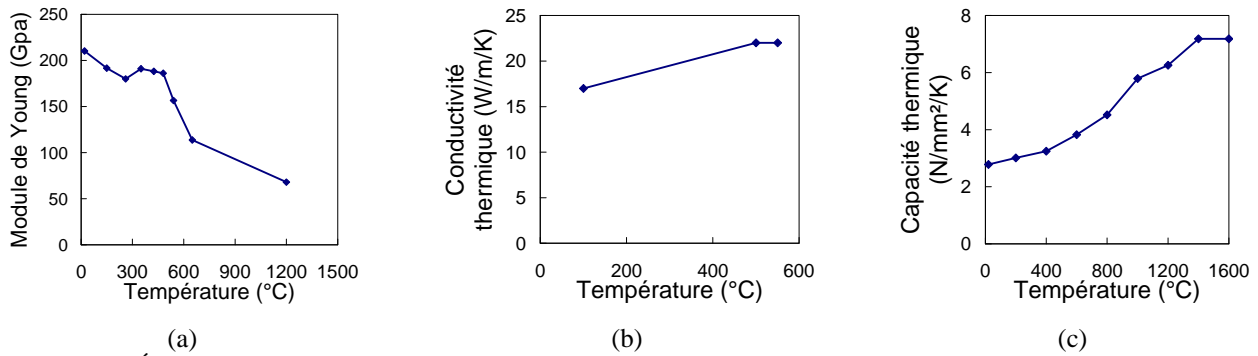 Module de Young (Gpa)
250
200
150
100
50
0
0 300 600 900 1200 1500
Température (°C)
(a)
Conductivité
thermique (W/m/K)
25
20
15
10
5
0
0 200 400 600
Température (°C)
(b)
Capacité thermique
(N/mm²/K)
8
6
4
2
0
0 400 800 1200 1600
Température (°C)
(c)